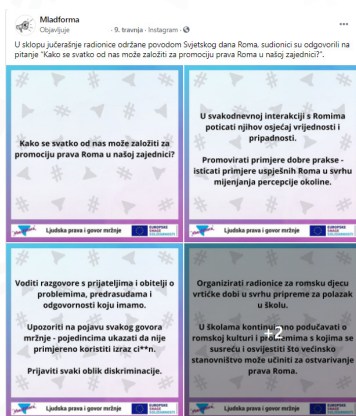 Mladforma
Objavljuje · 9. travnja · Instagram ·
U sklopu jučerašnje radionice održane povodom Svjetskog dana Roma, sudionici su odgovorili na
pitanje "Kako se svatko od nas može založiti za promociju prava Roma u našoj zajednici?".
Kako se svatko od nas može založiti za
promociju prava Roma u našoj zajednici?
Ljudska prava i govor mržnje
U svakodnevnoj interakciji s Romima
poticati njihov osjećaj vrijednosti i
pripadnosti.
Promovirati primjere dobre prakse -
isticati primjere uspješnih Roma u svrhu
mijenjanja percepcije okoline.
Ljudska prava i govor mržnje
Voditi razgovore s prijateljima i obitelji o
problemima, predrasudama i
odgovornosti koju imamo.
Upozoriti na pojavu svakog govora
mržnje - pojedincima ukazati da nije
primjereno koristiti izraz ci**n.
Prijaviti svaki oblik diskriminacije.
Ljudska prava i govor mržnje
Organizirati radionice za romsku djecu
vrtićke dobi u svrhu pripreme za polazak
u školu.
U školama podučavati o
romskoj kulturi i problemima s kojima se
susreću i osvijestiti što većinsko
stanovništvo može učiniti za ostvarivanje
prava Roma.
+2
Ljudska prava i govor mržnje